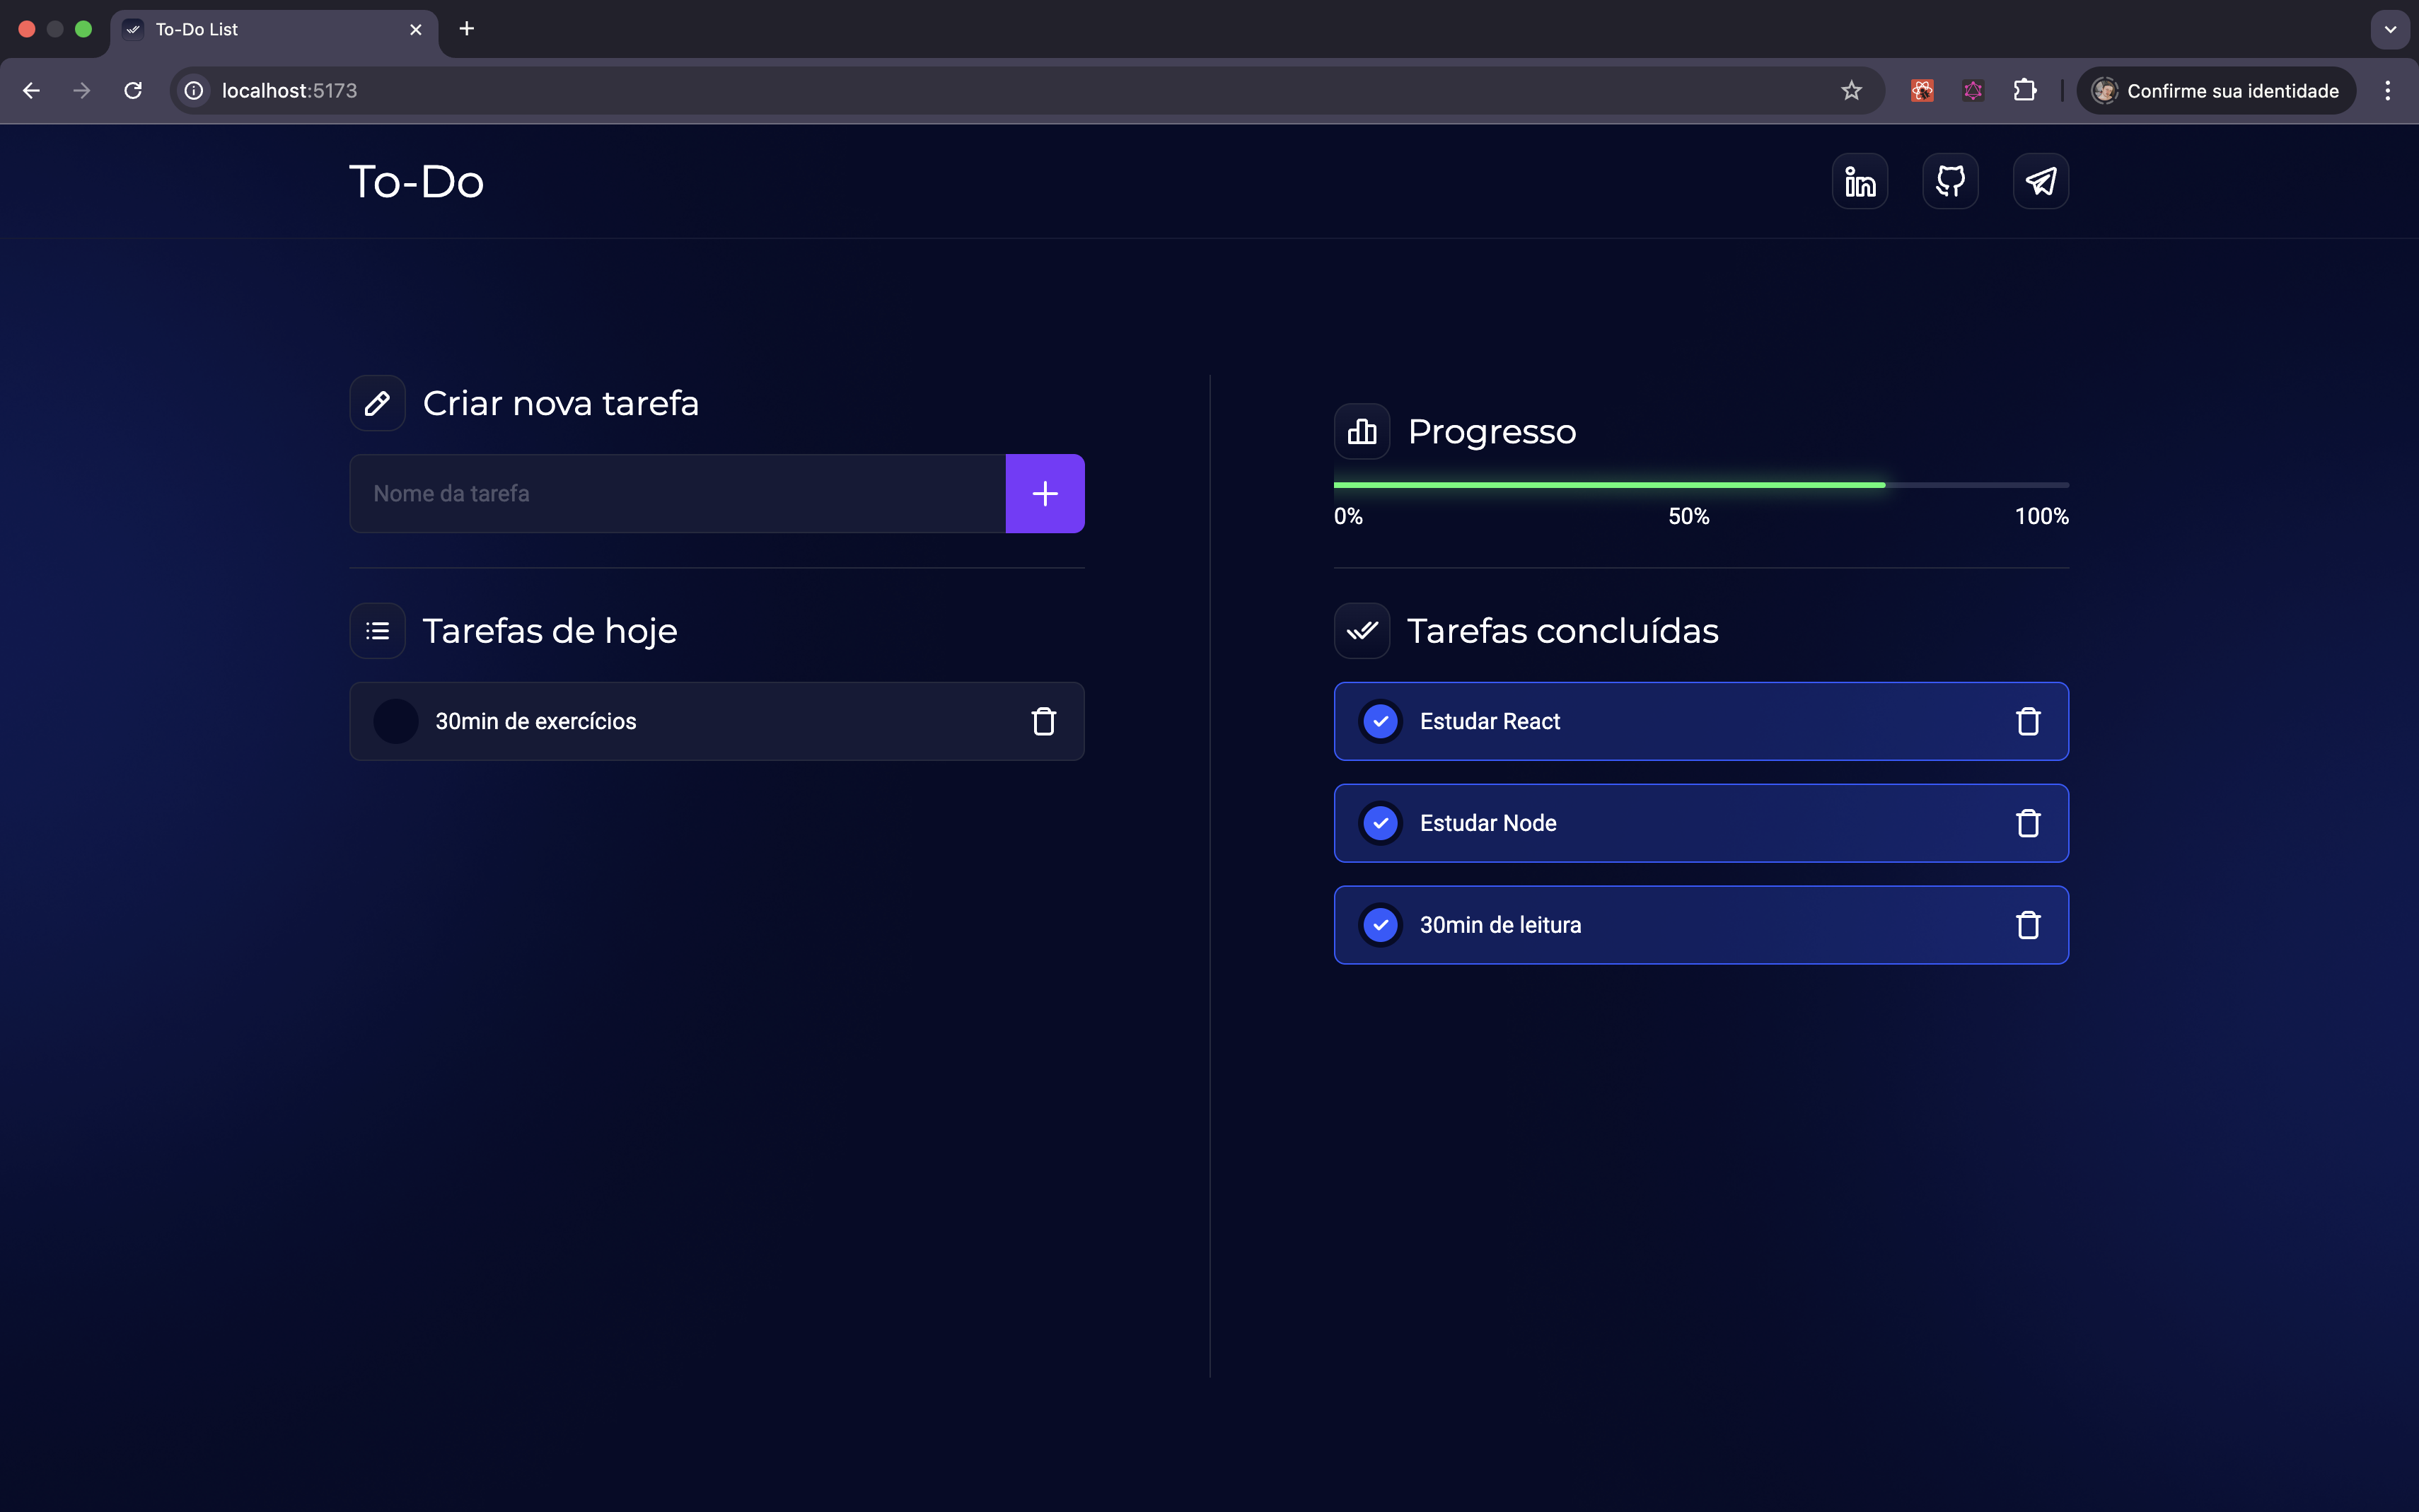 To-Do List
localhost:5173
Confirme sua identidade
To-Do
in
Criar nova tarefa
Nome da tarefa
Tarefas de hoje
30min de exercícios
Progresso
0% 50% 100%
Tarefas concluídas
Estudar React
Estudar Node
30min de leitura